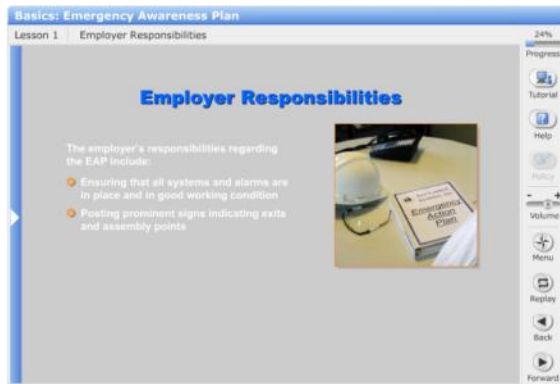 Basics: Emergency Awareness Plan
Lesson 1 Employer Responsibilities
24%
Progress
Employer Responsibilities
Tutorial
The employer's responsibilities regarding
the EAP include:
Ensuring that all systems and alarms are
in place and in good working condition
Posting prominent signs indicating exits
and assembly points
Emergency
Action
Plan
Help
Policy
- +
Volume
Menu
Replay
Back
Forward